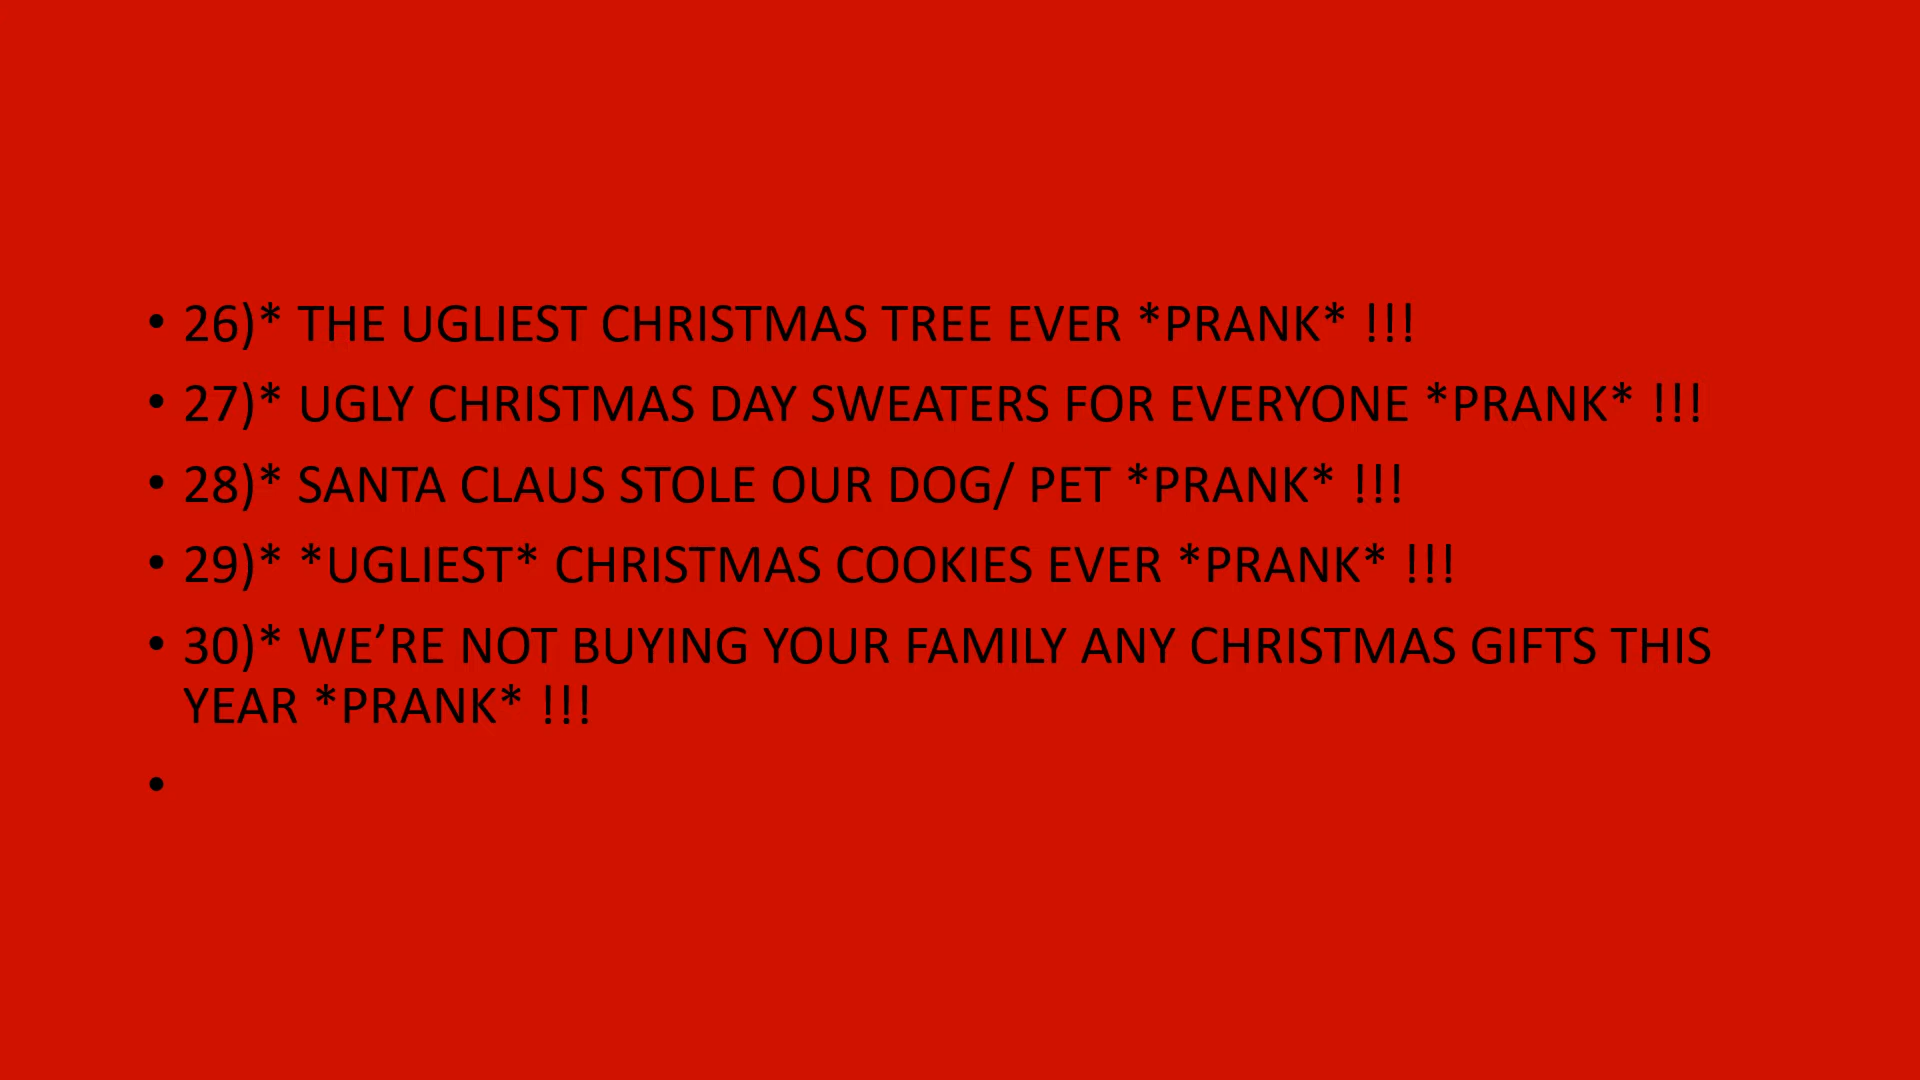 • 26)* THE UGLIEST CHRISTMAS TREE EVER *PRANK* !!!
• 27)* UGLY CHRISTMAS DAY SWEATERS FOR EVERYONE *PRANK* !!!
• 28)* SANTA CLAUS STOLE OUR DOG/ PET *PRANK* !!!
• 29)* *UGLIEST* CHRISTMAS COOKIES EVER *PRANK* !!!
• 30)* WE’RE NOT BUYING YOUR FAMILY ANY CHRISTMAS GIFTS THIS
YEAR *PRANK* !!!
•